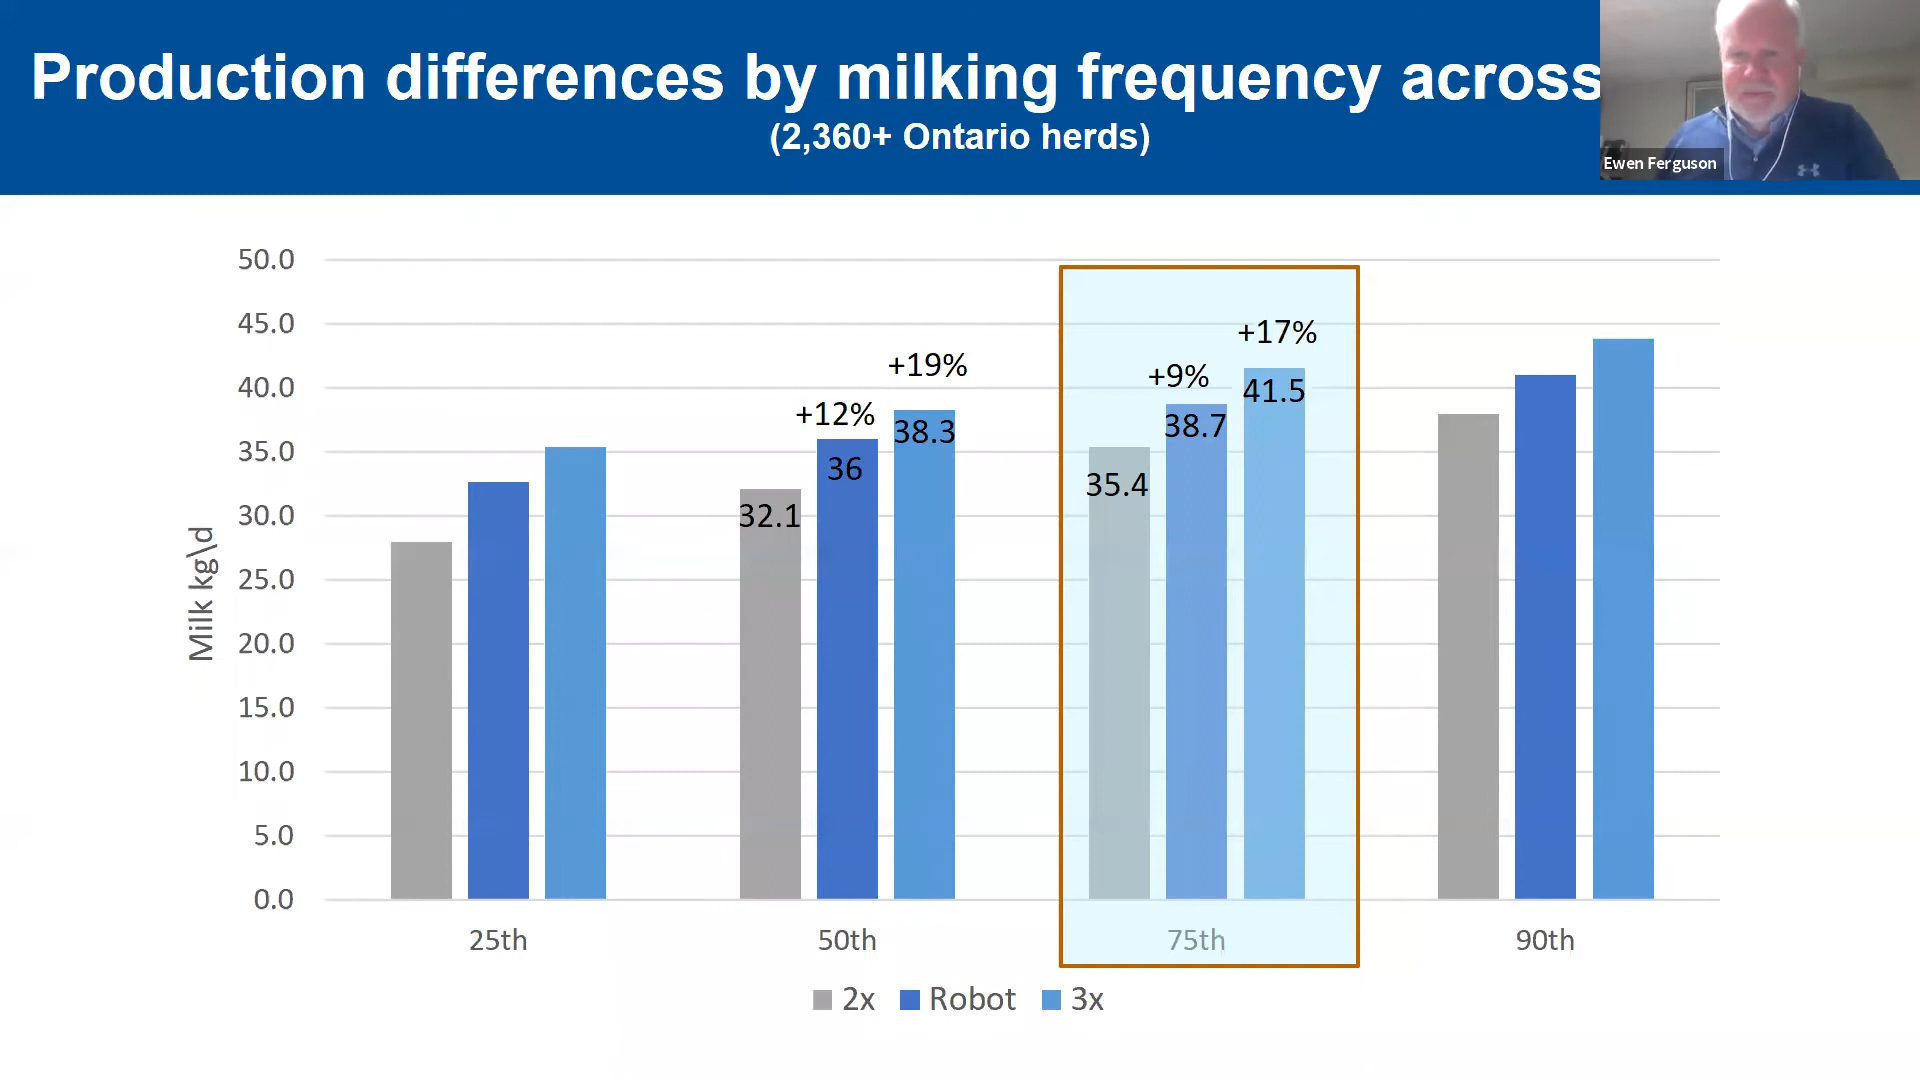 Production differences by milking frequency across
(2,360+ Ontario herds)
Ewen Ferguson
50.0
45.0
40.0
35.0
30.0
25.0
20.0
15.0
10.0
5.0
0.0
Milk kg\d
+12%
+19%
32.1
36
38.3
+9%
+17%
35.4
38.7
41.5
25th
50th
75th
90th
2x
Robot
3x